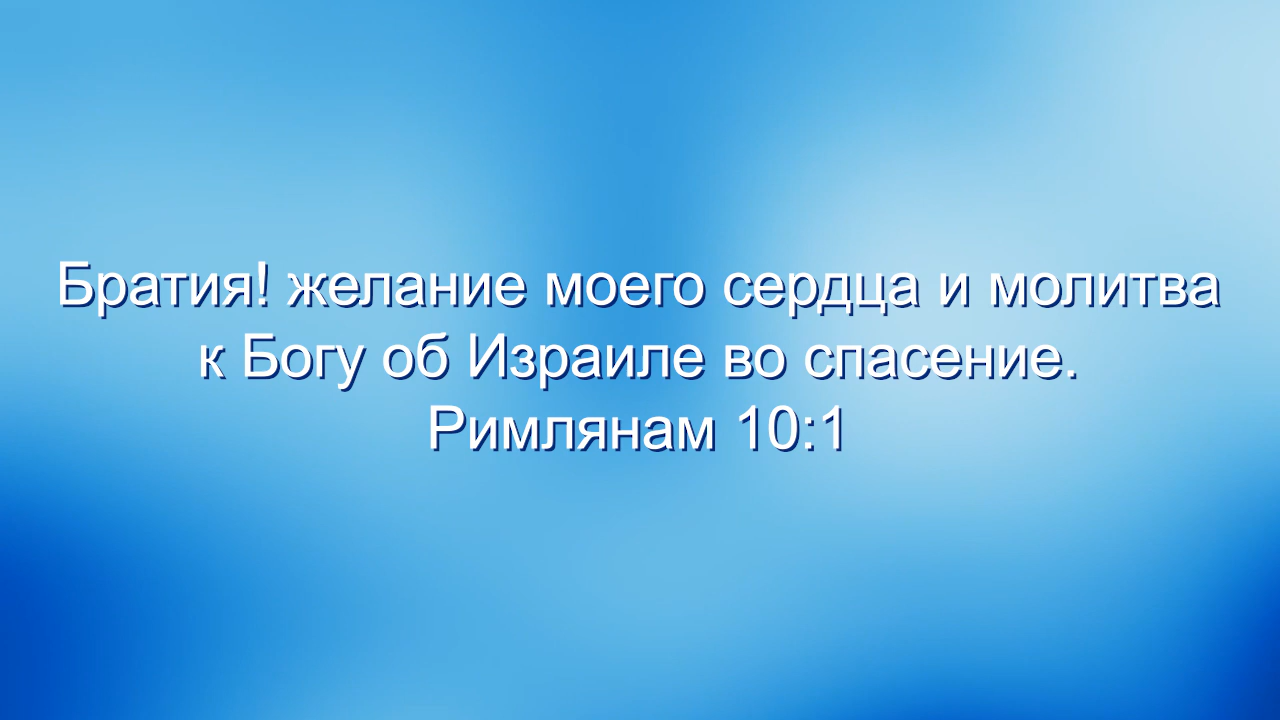 Братия! желание моего сердца и молитва
к Богу об Израиле во спасение.
Римлянам 10:1